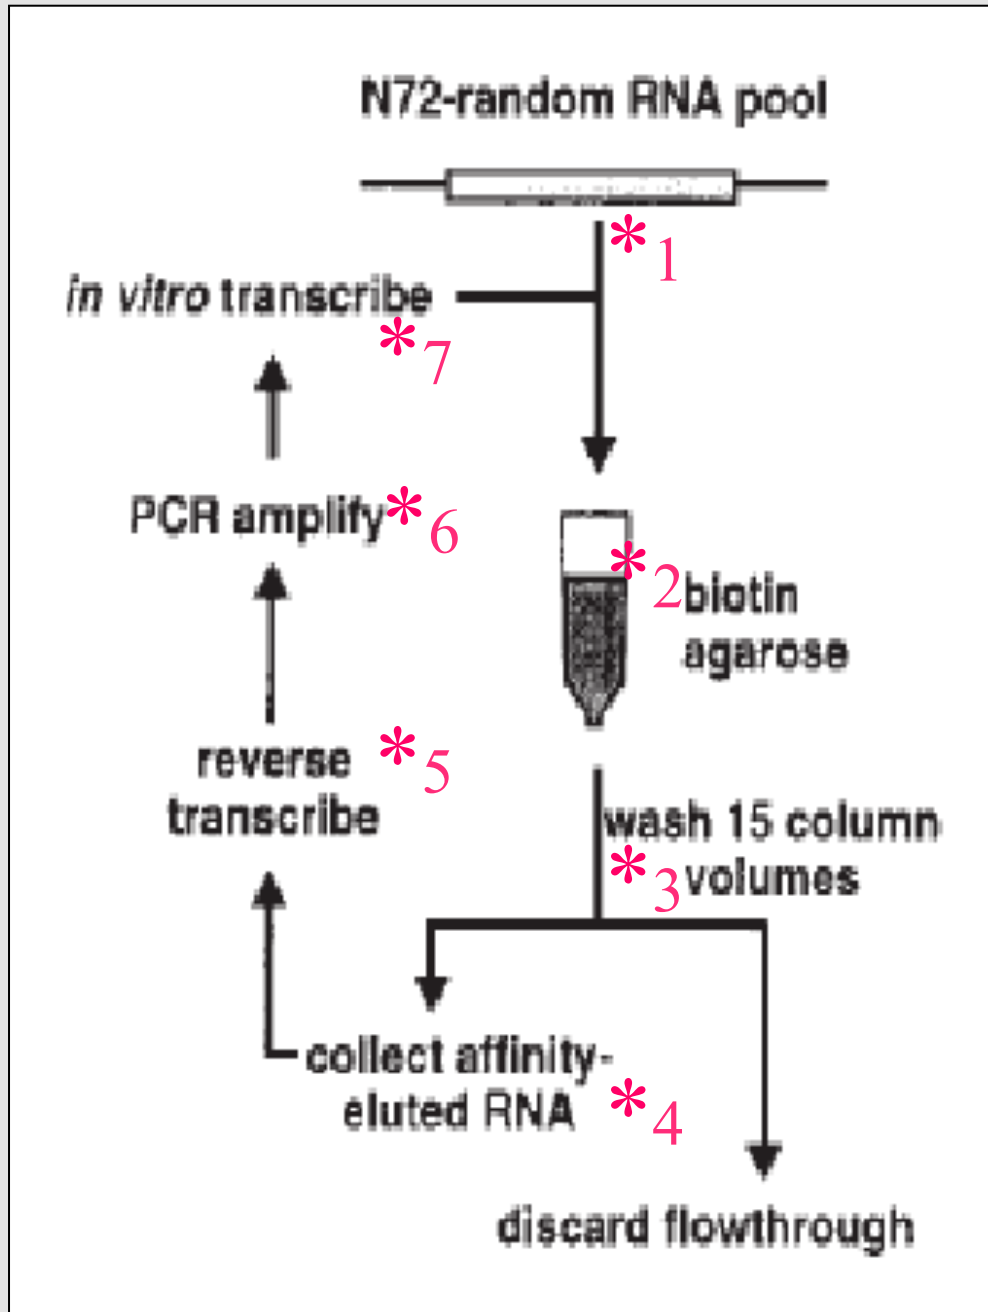 N72-random RNA pool
*1
in vitro transcribe
*7
PCR amplify*6
*2biotin
agarose
reverse *5
transcribe
wash 15 column
*3volumes
collect affinity-
eluted RNA *4
discard flowthrough